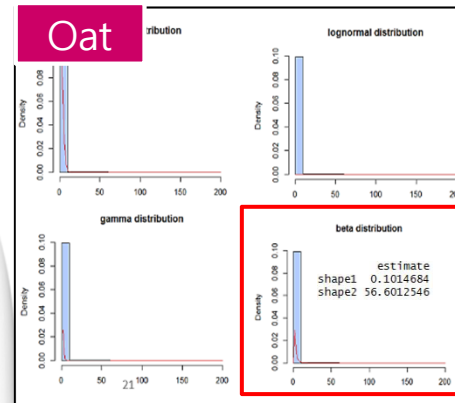 Oat
tribution
lognormal distribution
Density
0.00 0.02 0.04 0.06 0.08
0 50 100 150 200
Density
0.00 0.02 0.04 0.06 0.08 0.10
0 50 100 150 200
gamma distribution
beta distribution
Density
0.00 0.02 0.04 0.06 0.08 0.10
0 50 100 150 200
21
Density
0.00 0.02 0.04 0.06 0.08 0.10
0 50 100 150 200
estimate
shape1 0.1014684
shape2 56.6012546